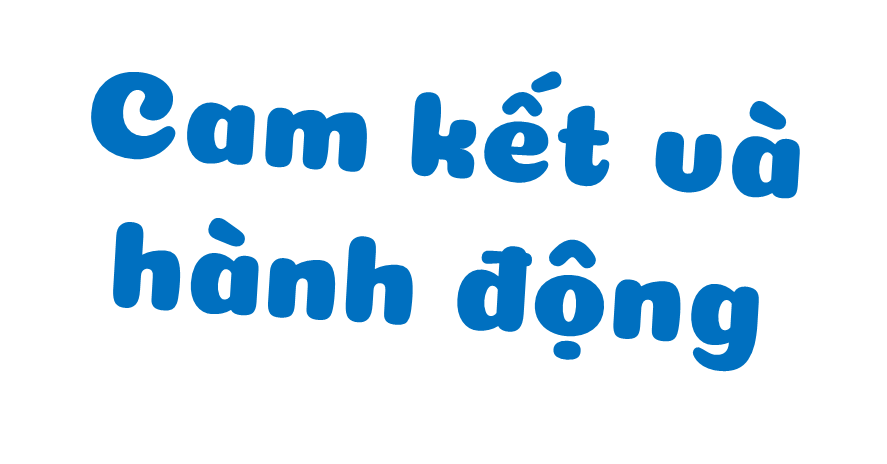 Cam kết và
hành động